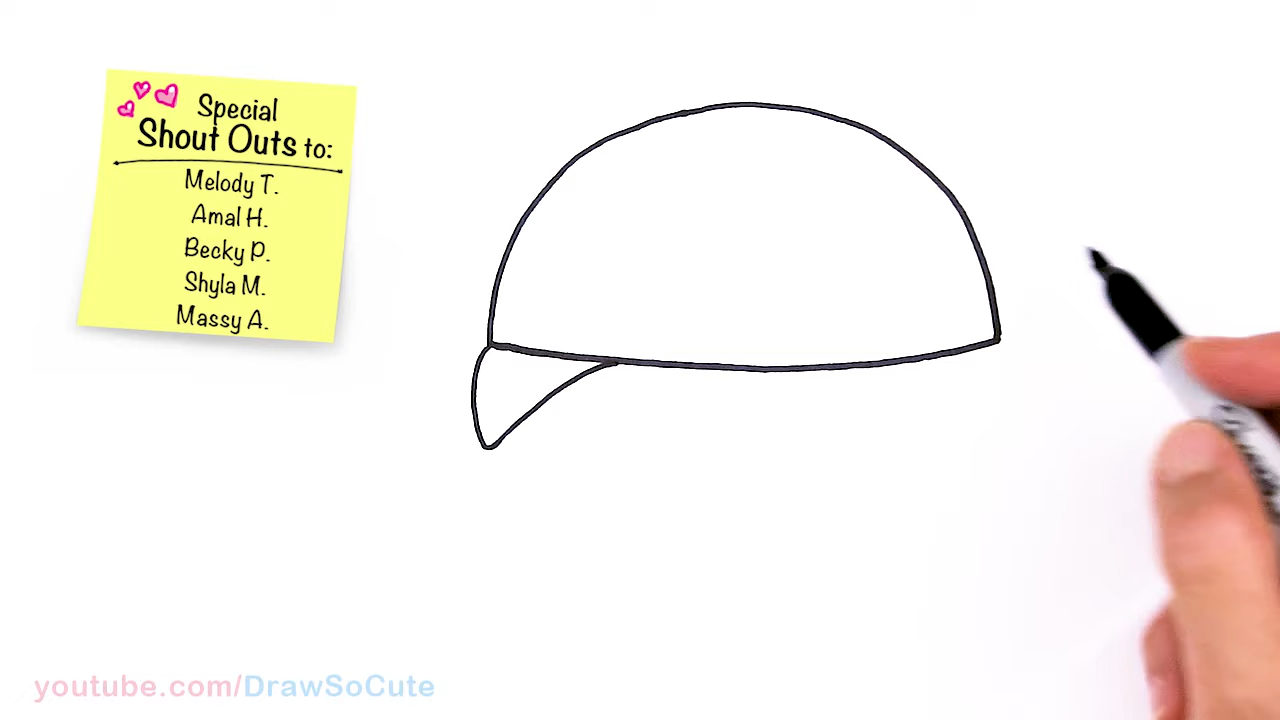 Special
Shout Outs to:
Melody T.
Amal H.
Becky P.
Shyla M.
Massy A.
youtube.com/DrawSoCute